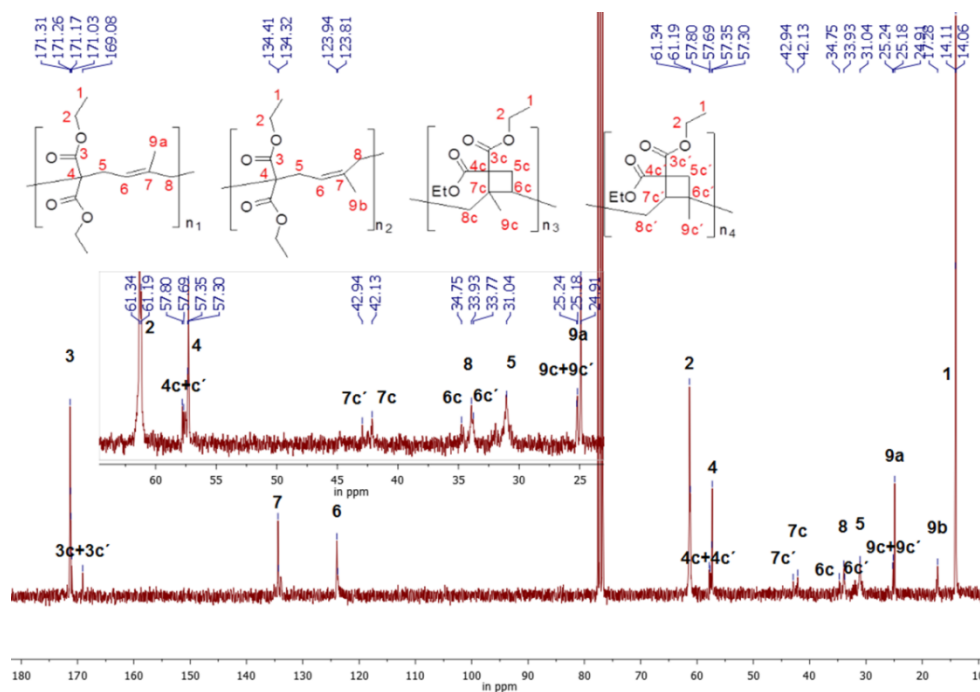 171.31
171.26
171.17
171.03
169.08
134.41
134.32
123.94
123.81
61.34
61.19
57.80
57.69
57.35
57.30
42.94
42.13
34.75
33.93
31.04
25.24
25.18
24.91
17.28
14.11
14.06
1
2
O
O
3
4
5
6
7
8
9a
O
O
n1
1
2
O
O
3
4
5
6
7
8
9b
O
O
n2
1
2
O
O
3c
4c
5c
O
EtO
7c
6c
8c
9c
n3
1
2
O
O
3c´
4c´
5c´
O
EtO
7c´
6c´
8c´
9c´
n4
61.34
61.19
57.80
57.69
57.35
57.30
42.94
42.13
34.75
33.93
33.77
31.04
25.24
25.18
24.91
2
4
4c+c´
7c´
7c
6c
8
6c´
5
9c+9c´
9a
60 55 50 45 40 35 30 25
in ppm
3
3c+3c´
7
6
2
4
4c+4c´
7c´
7c
6c
8
6c´
5
9c+9c´
9a
9b
1
180 170 160 150 140 130 120 110 100 90 80 70 60 50 40 30 20 10
in ppm